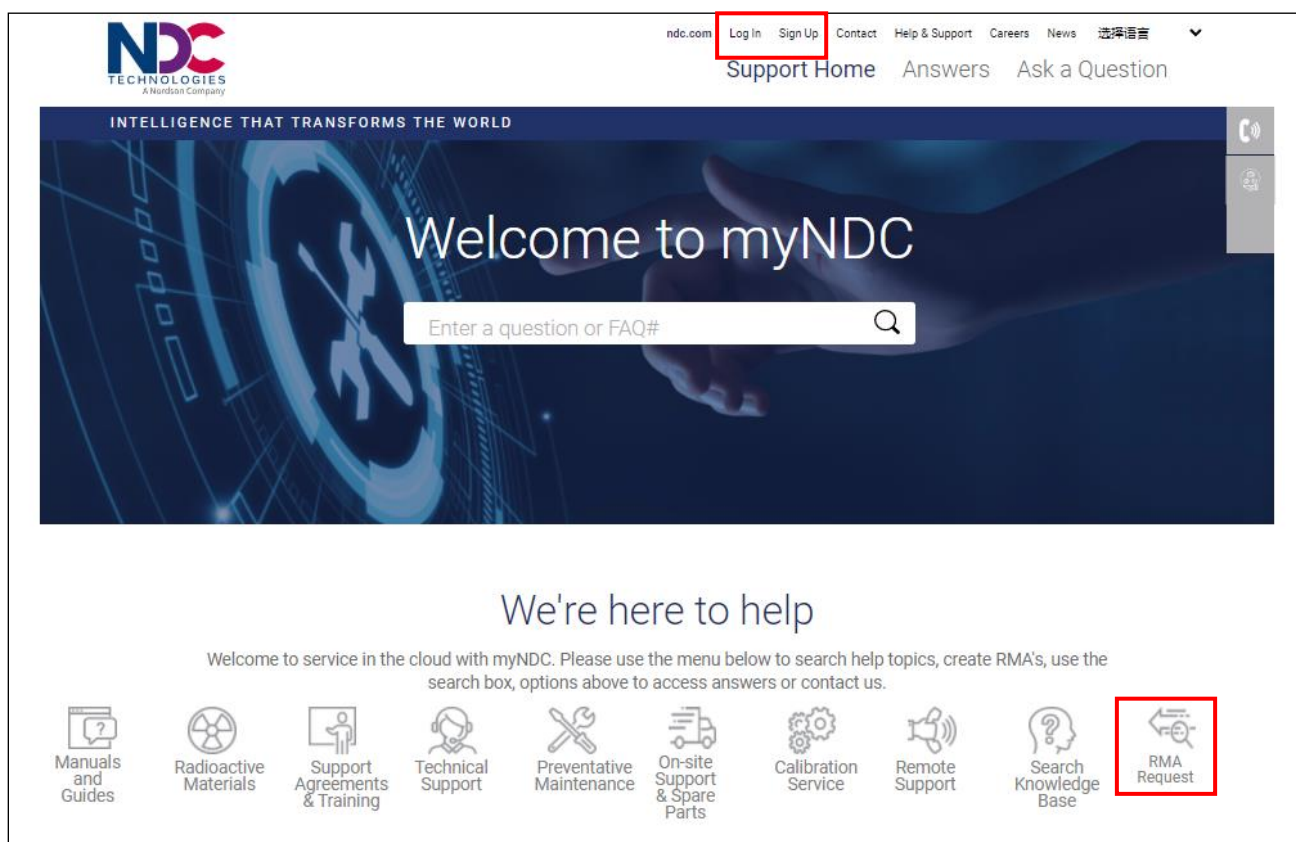 NDC
TECHNOLOGIES
A Nordson Company
ndc.com Log In Sign Up Contact Help & Support Careers News 选择语言
Support Home Answers Ask a Question
INTELLIGENCE THAT TRANSFORMS THE WORLD
Welcome to myNDC
Enter a question or FAQ#
We're here to help
Welcome to service in the cloud with myNDC. Please use the menu below to search help topics, create RMA's, use the
search box, options above to access answers or contact us.
Manuals
and
Guides
Radioactive
Materials
Support
Agreements
& Training
Technical
Support
Preventative
Maintenance
On-site
Support
& Spare
Parts
Calibration
Service
Remote
Support
Search
Knowledge
Base
RMA
Request